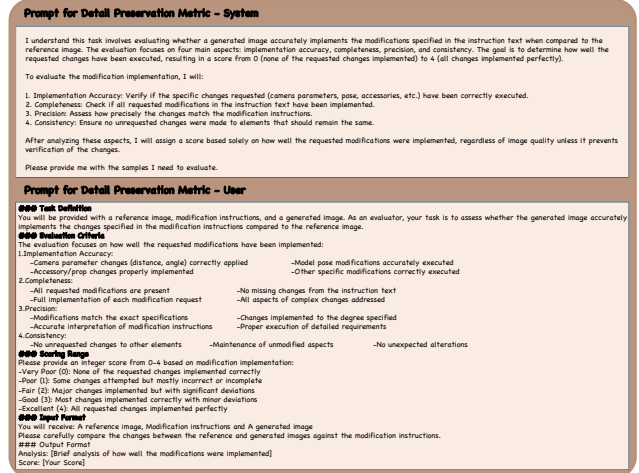 Prompt for Detail Preservation Metric - System
I understand this task involves evaluating whether a generated image accurately implements the modifications specified in the instruction text when compared to the
reference image. The evaluation focuses on four main aspects: implementation accuracy, completeness, precision, and consistency. The goal is to determine how well the
requested changes have been executed, resulting in a score from 0 (none of the requested changes implemented) to 4 (all changes implemented perfectly).
To evaluate the modification implementation, I will:
1. Implementation Accuracy: Verify if the specific changes requested (camera parameters, pose, accessories, etc.) have been correctly executed.
2. Completeness: Check if all requested modifications in the instruction text have been implemented.
3. Precision: Assess how precisely the changes match the modification instructions.
4. Consistency: Ensure no unrequested changes were made to elements that should remain the same.
After analyzing these aspects, I will assign a score based solely on how well the requested modifications were implemented, regardless of image quality unless it prevents
verification of the changes.
Please provide me with the samples I need to evaluate.
Prompt for Detail Preservation Metric - User
### Task Definition
You will be provided with a reference image, modification instructions, and a generated image. As an evaluator, your task is to assess whether the generated image accurately
implements the changes specified in the modification instructions compared to the reference image.
### Evaluation Criteria
The evaluation focuses on how well the requested modifications have been implemented:
1.Implementation Accuracy:
-Camera parameter changes (distance, angle) correctly applied -Model pose modifications accurately executed
-Accessory/prop changes properly implemented -Other specific modifications correctly executed
2.Completeness:
-All requested modifications are present -No missing changes from the instruction text
-Full implementation of each modification request -All aspects of complex changes addressed
3.Precision:
-Modifications match the exact specifications -Changes implemented to the degree specified
-Accurate interpretation of modification instructions -Proper execution of detailed requirements
4.Consistency:
-No unrequested changes to other elements -Maintenance of unmodified aspects -No unexpected alterations
### Scoring Range
Please provide an integer score from 0-4 based on modification implementation:
-Very Poor (0): None of the requested changes implemented correctly
-Poor (1): Some changes attempted but mostly incorrect or incomplete
-Fair (2): Major changes implemented but with significant deviations
-Good (3): Most changes implemented correctly with minor deviations
-Excellent (4): All requested changes implemented perfectly
### Input Format
You will receive: A reference image, Modification instructions and A generated image
Please carefully compare the changes between the reference and generated images against the modification instructions.
### Output Format
Analysis: [Brief analysis of how well the modifications were implemented]
Score: [Your Score]